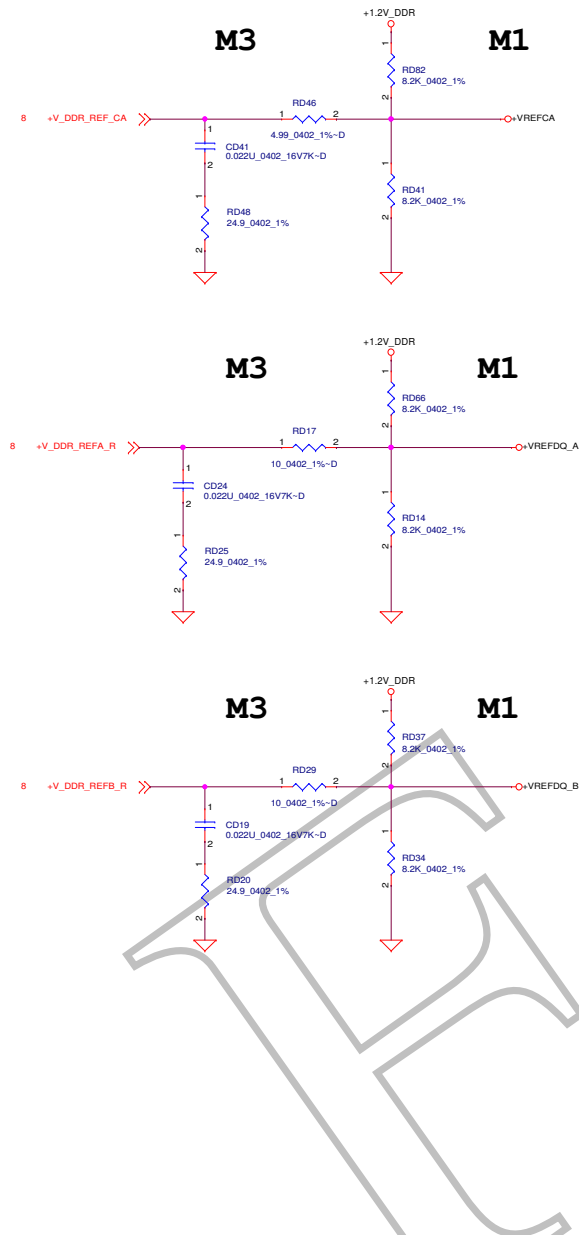 +1.2V_DDR
M3
M1
1
RD82
8.2K_0402_1%
2
8 +V_DDR_REF_CA
RD46
1 2
4.99_0402_1%~D
+VREFCA
1
CD41
0.022U_0402_16V7K~D
2
1
RD41
8.2K_0402_1%
2
1
RD48
24.9_0402_1%
2
+1.2V_DDR
M3
M1
1
RD66
8.2K_0402_1%
2
8 +V_DDR_REFA_R
RD17
1 2
10_0402_1%~D
+VREFDQ_A
1
CD24
0.022U_0402_16V7K~D
2
1
RD14
8.2K_0402_1%
2
1
RD25
24.9_0402_1%
2
+1.2V_DDR
M3
M1
1
RD37
8.2K_0402_1%
2
8 +V_DDR_REFB_R
RD29
1 2
10_0402_1%~D
+VREFDQ_B
1
CD19
0.022U_0402_16V7K~D
2
1
RD34
8.2K_0402_1%
2
1
RD20
24.9_0402_1%
2